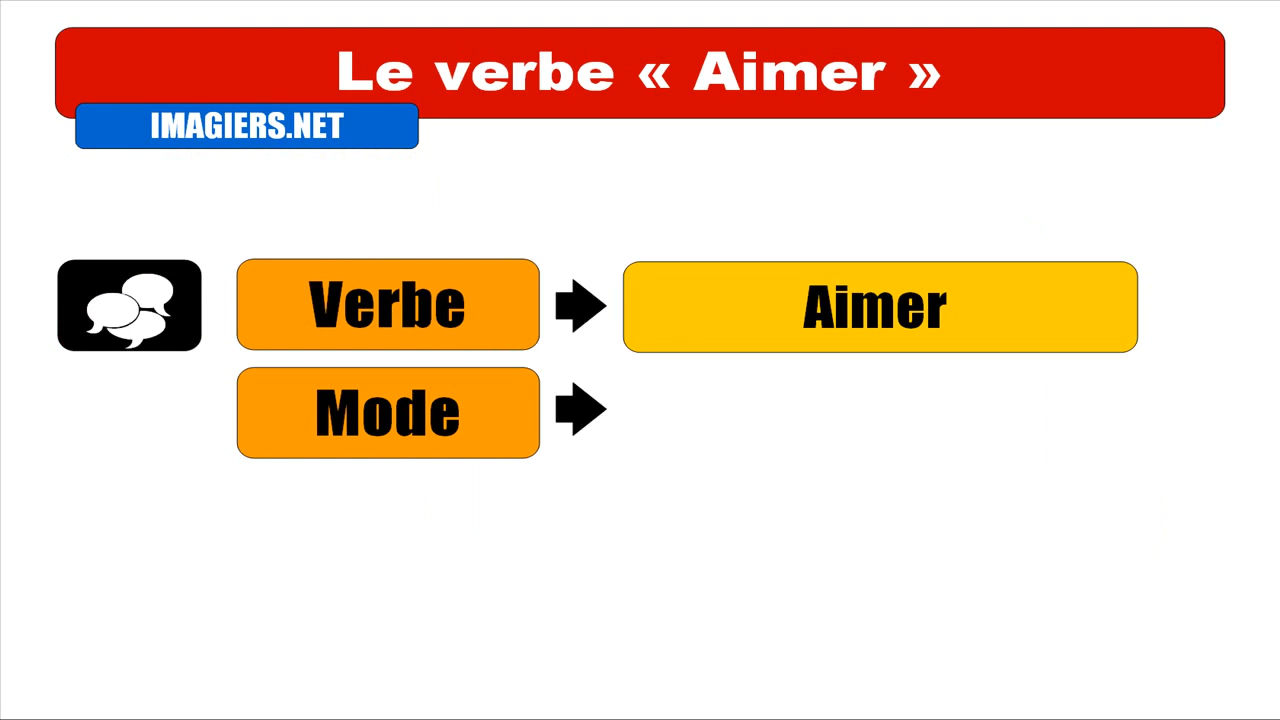 Le verbe « Aimer »
IMAGIERS.NET
Verbe
Aimer
Mode